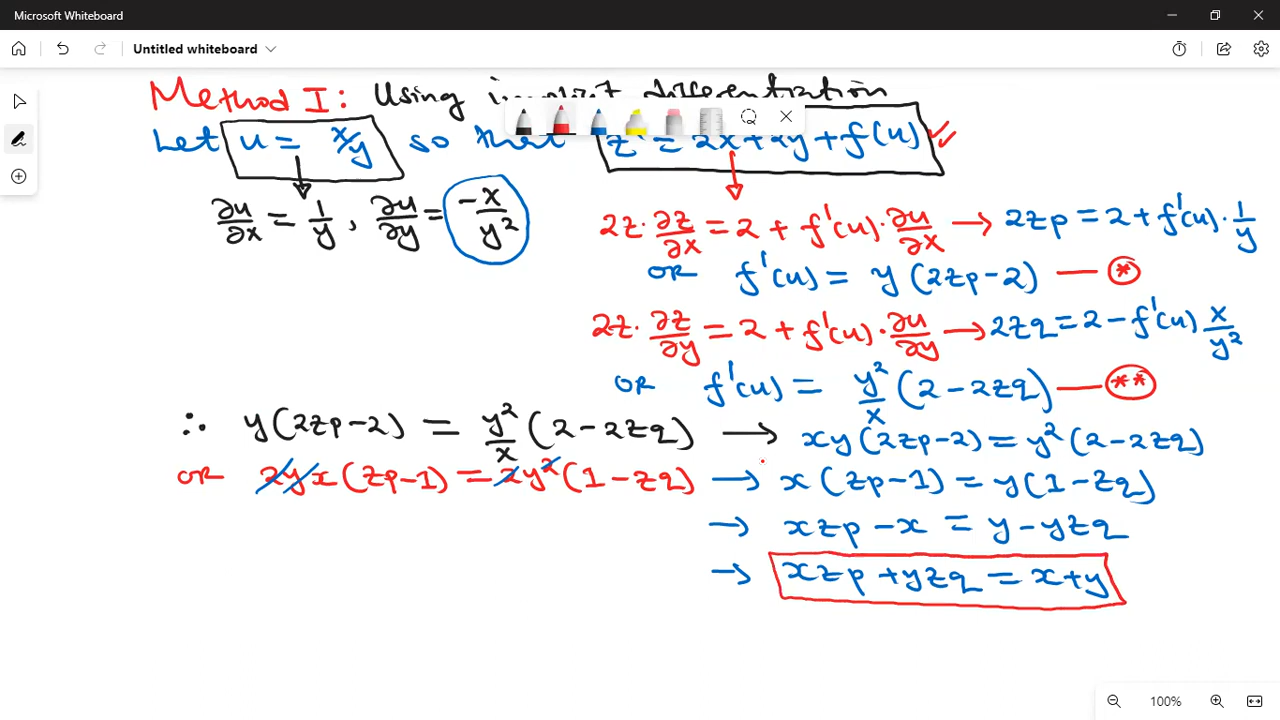 Microsoft Whiteboard
Untitled whiteboard
Method I: Using implicit differentiation
Let u = x/y so that z² = 2x + 2y + f(u)
∂u/∂x = 1/y, ∂u/∂y = -x/y²
2z·∂z/∂x = 2 + f'(u)·∂u/∂x → 2zp = 2 + f'(u)·1/y
OR f'(u) = y(2zp-2) — *
2z·∂z/∂y = 2 + f'(u)·∂u/∂y → 2zq = 2 - f'(u) x/y²
OR f'(u) = y²/x (2-2zq) — **
∴ y(2zp-2) = y²/x (2-2zq) → xy(2zp-2) = y²(2-2zq)
OR 2yx(zp-1) = 2y²(1-zq) → x(zp-1) = y(1-zq)
→ xzp - x = y - yzq
→ xzp + yzq = x+y
100%